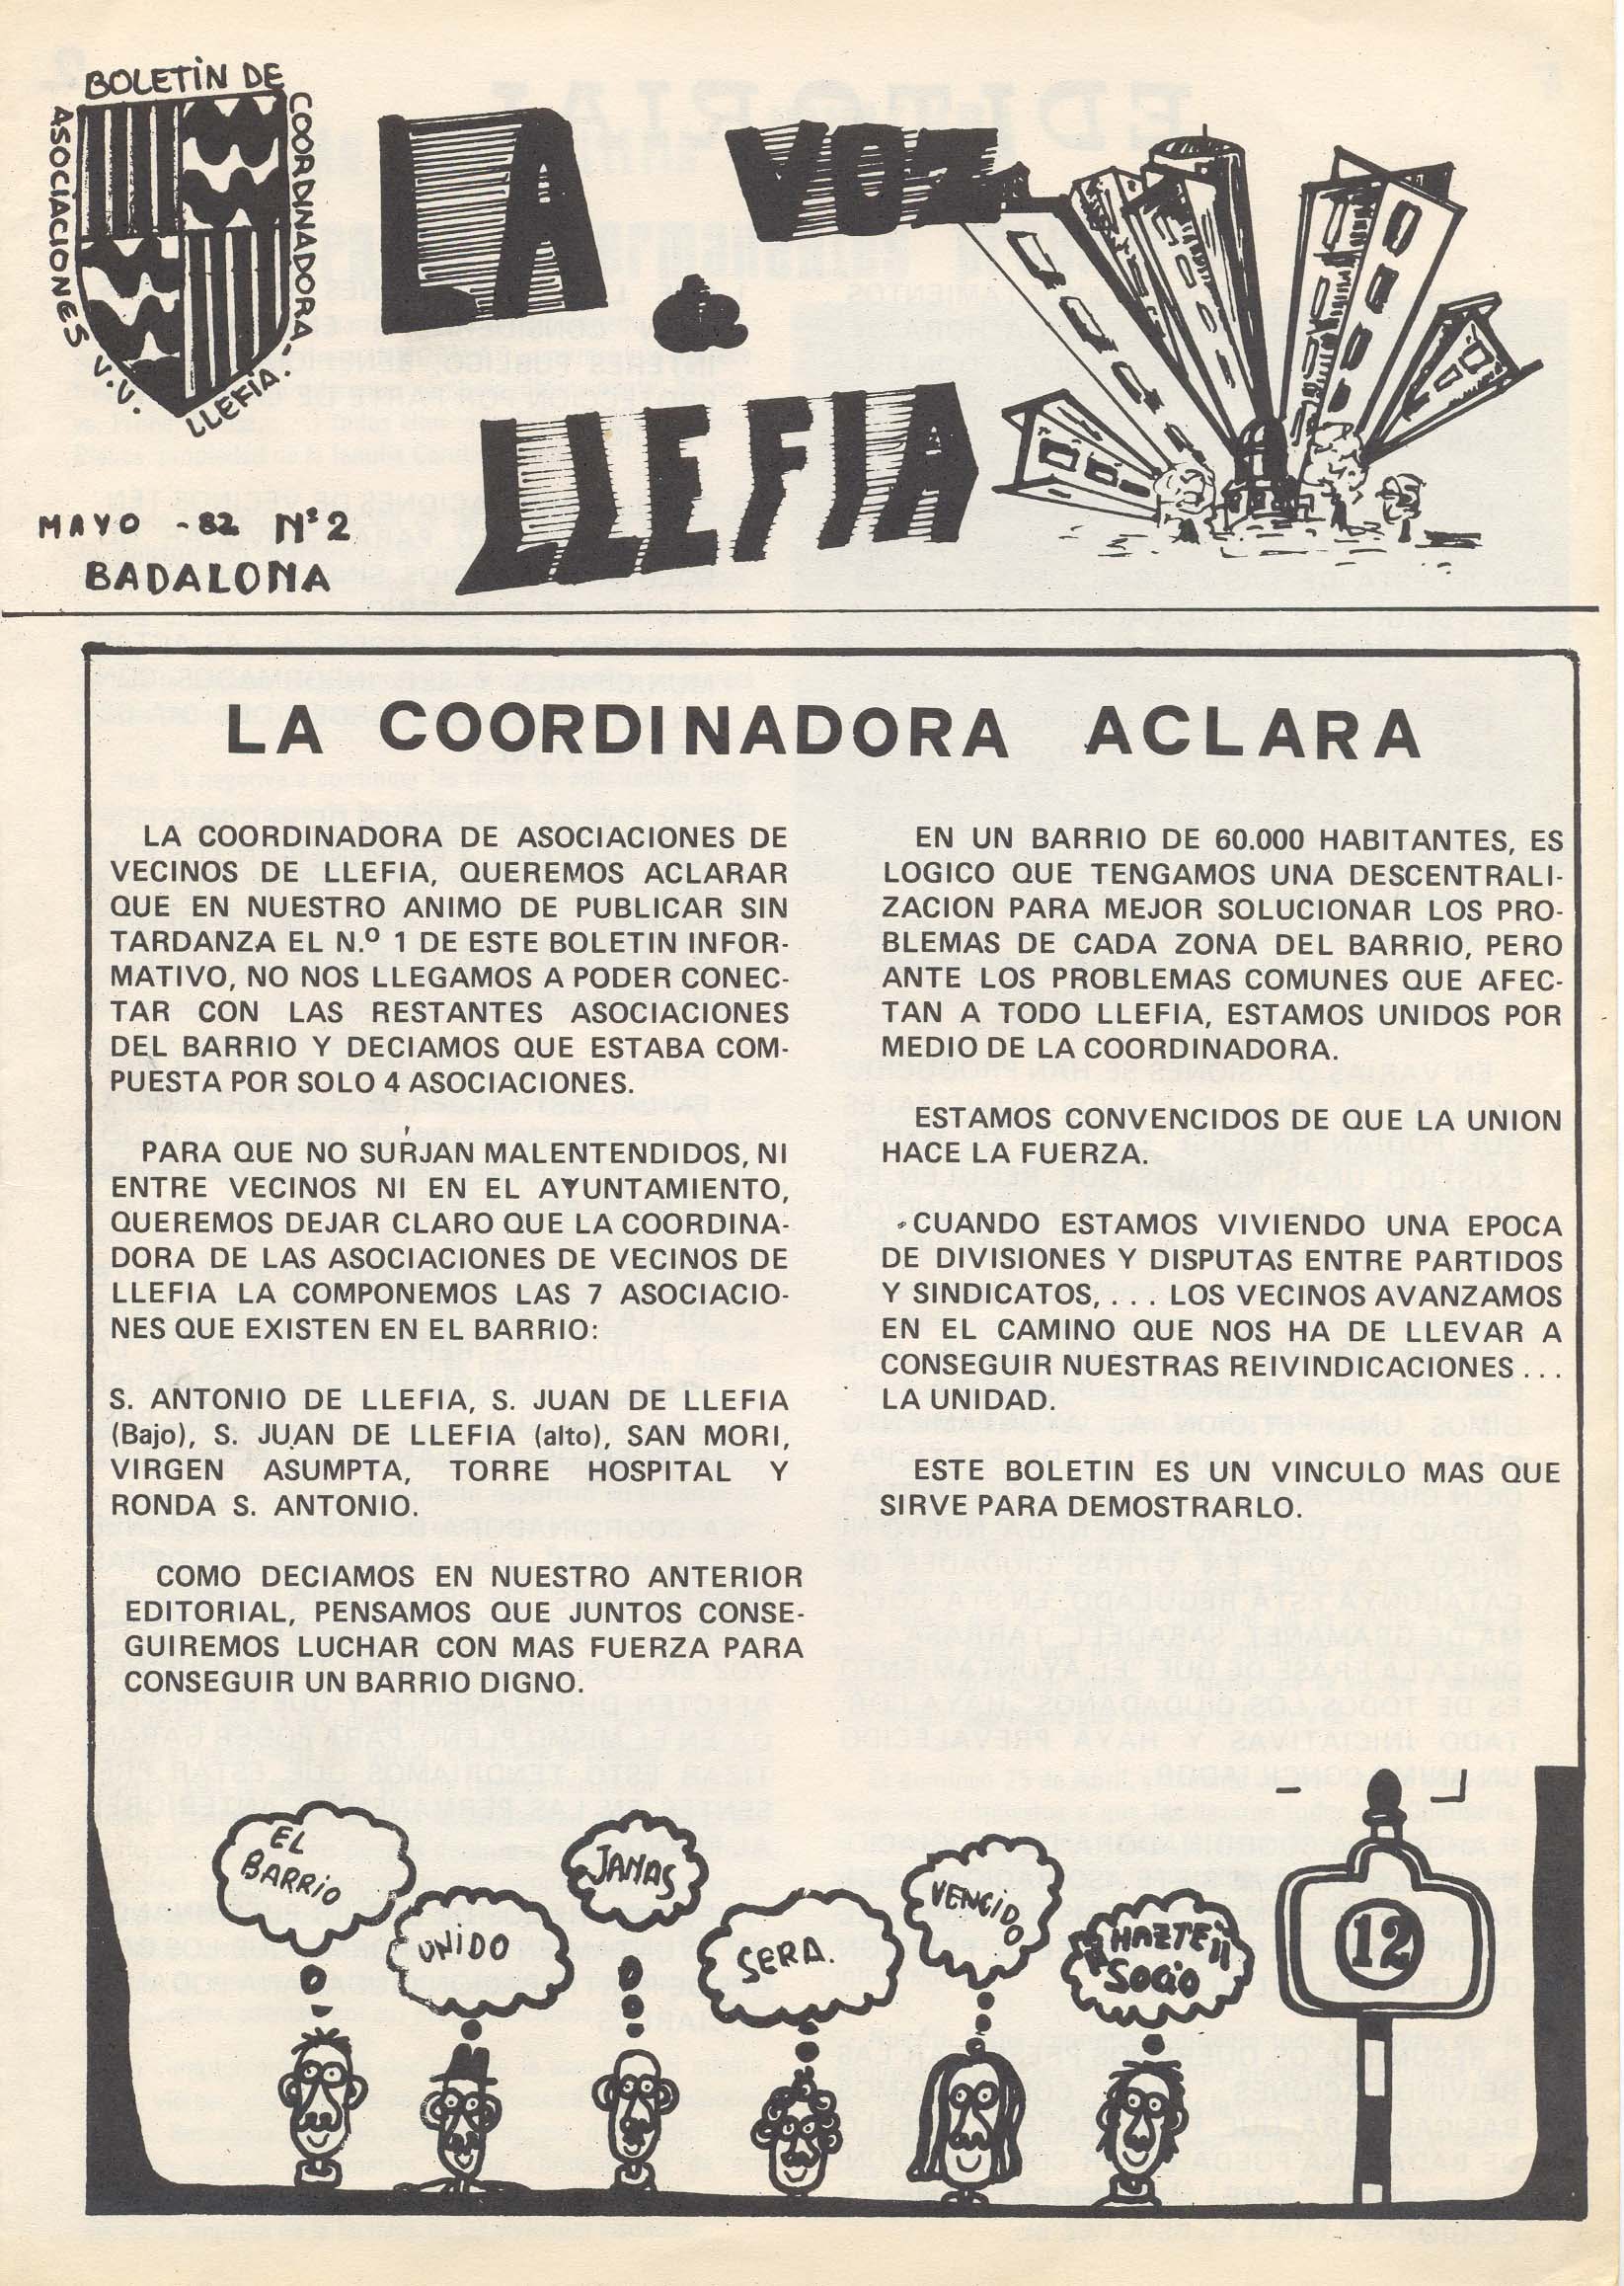 BOLETIN DE
COORDINADORA
ASOCIACIONES V.V.
LLEFIA.-
LA VOZ
LLEFIA
MAYO - 82 Nº 2
BADALONA
LA COORDINADORA ACLARA
LA COORDINADORA DE ASOCIACIONES DE
VECINOS DE LLEFIA, QUEREMOS ACLARAR
QUE EN NUESTRO ANIMO DE PUBLICAR SIN
TARDANZA EL N.º 1 DE ESTE BOLETIN INFOR-
MATIVO, NO NOS LLEGAMOS A PODER CONEC-
TAR CON LAS RESTANTES ASOCIACIONES
DEL BARRIO Y DECIAMOS QUE ESTABA COM-
PUESTA POR SOLO 4 ASOCIACIONES.
PARA QUE NO SURJAN MALENTENDIDOS, NI
ENTRE VECINOS NI EN EL AYUNTAMIENTO,
QUEREMOS DEJAR CLARO QUE LA COORDINA-
DORA DE LAS ASOCIACIONES DE VECINOS DE
LLEFIA LA COMPONEMOS LAS 7 ASOCIACIO-
NES QUE EXISTEN EN EL BARRIO:
S. ANTONIO DE LLEFIA, S. JUAN DE LLEFIA
(Bajo), S. JUAN DE LLEFIA (alto), SAN MORI,
VIRGEN ASUMPTA, TORRE HOSPITAL Y
RONDA S. ANTONIO.
COMO DECIAMOS EN NUESTRO ANTERIOR
EDITORIAL, PENSAMOS QUE JUNTOS CONSE-
GUIREMOS LUCHAR CON MAS FUERZA PARA
CONSEGUIR UN BARRIO DIGNO.
EN UN BARRIO DE 60.000 HABITANTES, ES
LOGICO QUE TENGAMOS UNA DESCENTRALI-
ZACION PARA MEJOR SOLUCIONAR LOS PRO-
BLEMAS DE CADA ZONA DEL BARRIO, PERO
ANTE LOS PROBLEMAS COMUNES QUE AFEC-
TAN A TODO LLEFIA, ESTAMOS UNIDOS POR
MEDIO DE LA COORDINADORA.
ESTAMOS CONVENCIDOS DE QUE LA UNION
HACE LA FUERZA.
CUANDO ESTAMOS VIVIENDO UNA EPOCA
DE DIVISIONES Y DISPUTAS ENTRE PARTIDOS
Y SINDICATOS, . . . LOS VECINOS AVANZAMOS
EN EL CAMINO QUE NOS HA DE LLEVAR A
CONSEGUIR NUESTRAS REIVINDICACIONES . . .
LA UNIDAD.
ESTE BOLETIN ES UN VINCULO MAS QUE
SIRVE PARA DEMOSTRARLO.
EL
BARRIO
UNIDO
JAMAS
SERA.
VENCIDO
¡¡HAZTE!!
SOCIO
12